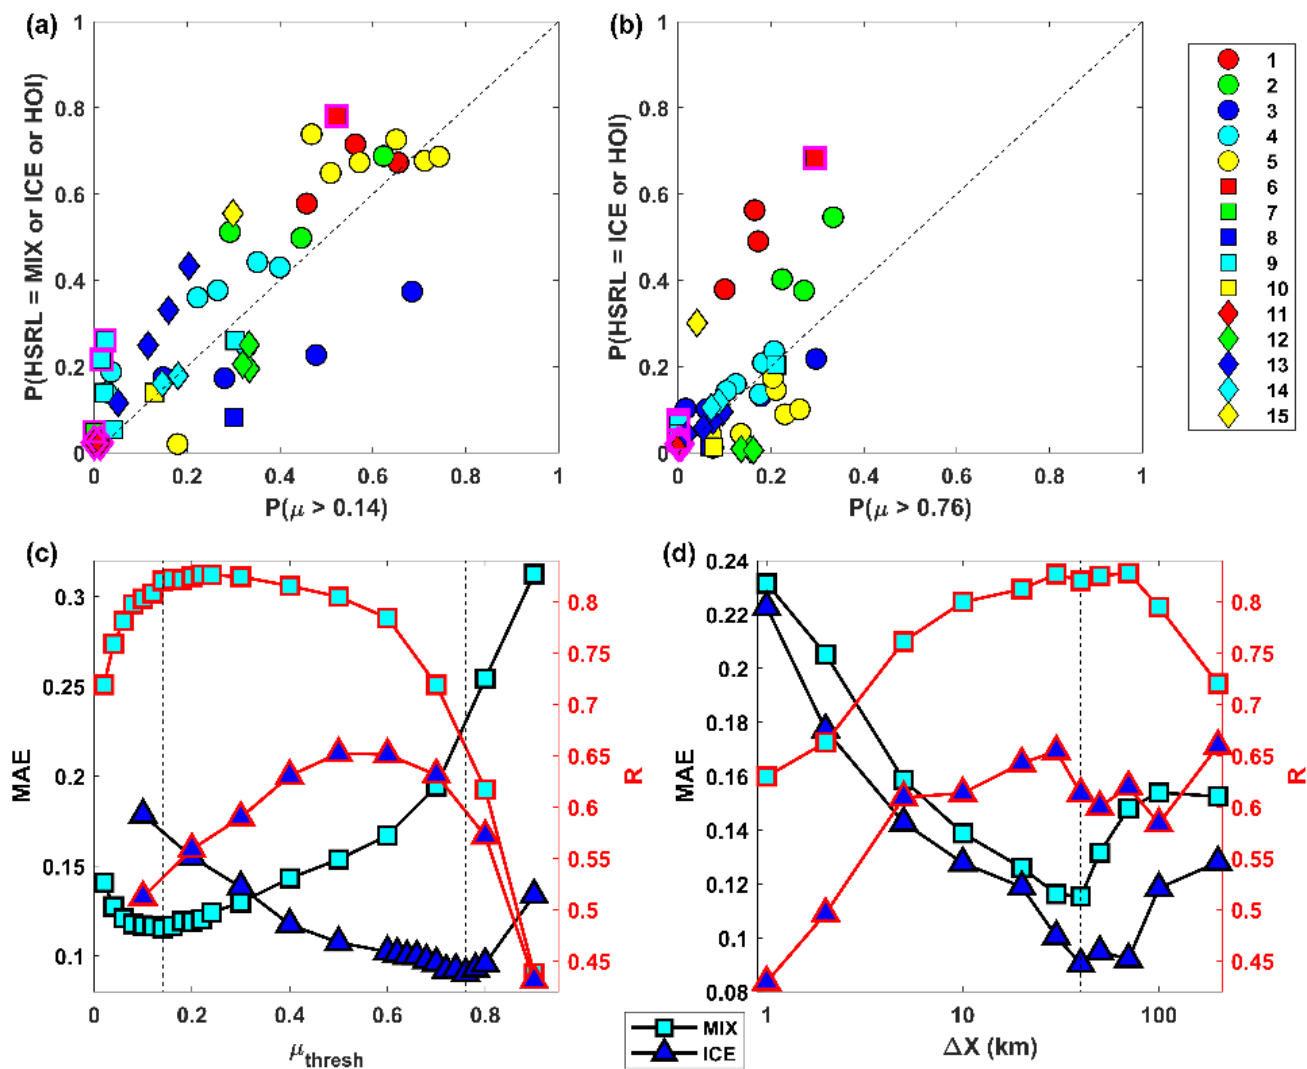 (a)
P(HSRL = MIX or ICE or HOI)
1
0.8
0.6
0.4
0.2
0
0 0.2 0.4 0.6 0.8 1
P(μ > 0.14)
(b)
P(HSRL = ICE or HOI)
1
0.8
0.6
0.4
0.2
0
0 0.2 0.4 0.6 0.8 1
P(μ > 0.76)
1
2
3
4
5
6
7
8
9
10
11
12
13
14
15
(c)
MAE
0.3
0.25
0.2
0.15
0.1
0 0.2 0.4 0.6 0.8
μthresh
0.8
0.75
0.7
0.65
0.6
0.55
0.5
0.45
R
(d)
MAE
0.24
0.22
0.2
0.18
0.16
0.14
0.12
0.1
0.08
1 10 100
ΔX (km)
0.8
0.75
0.7
0.65
0.6
0.55
0.5
0.45
R
MIX
ICE